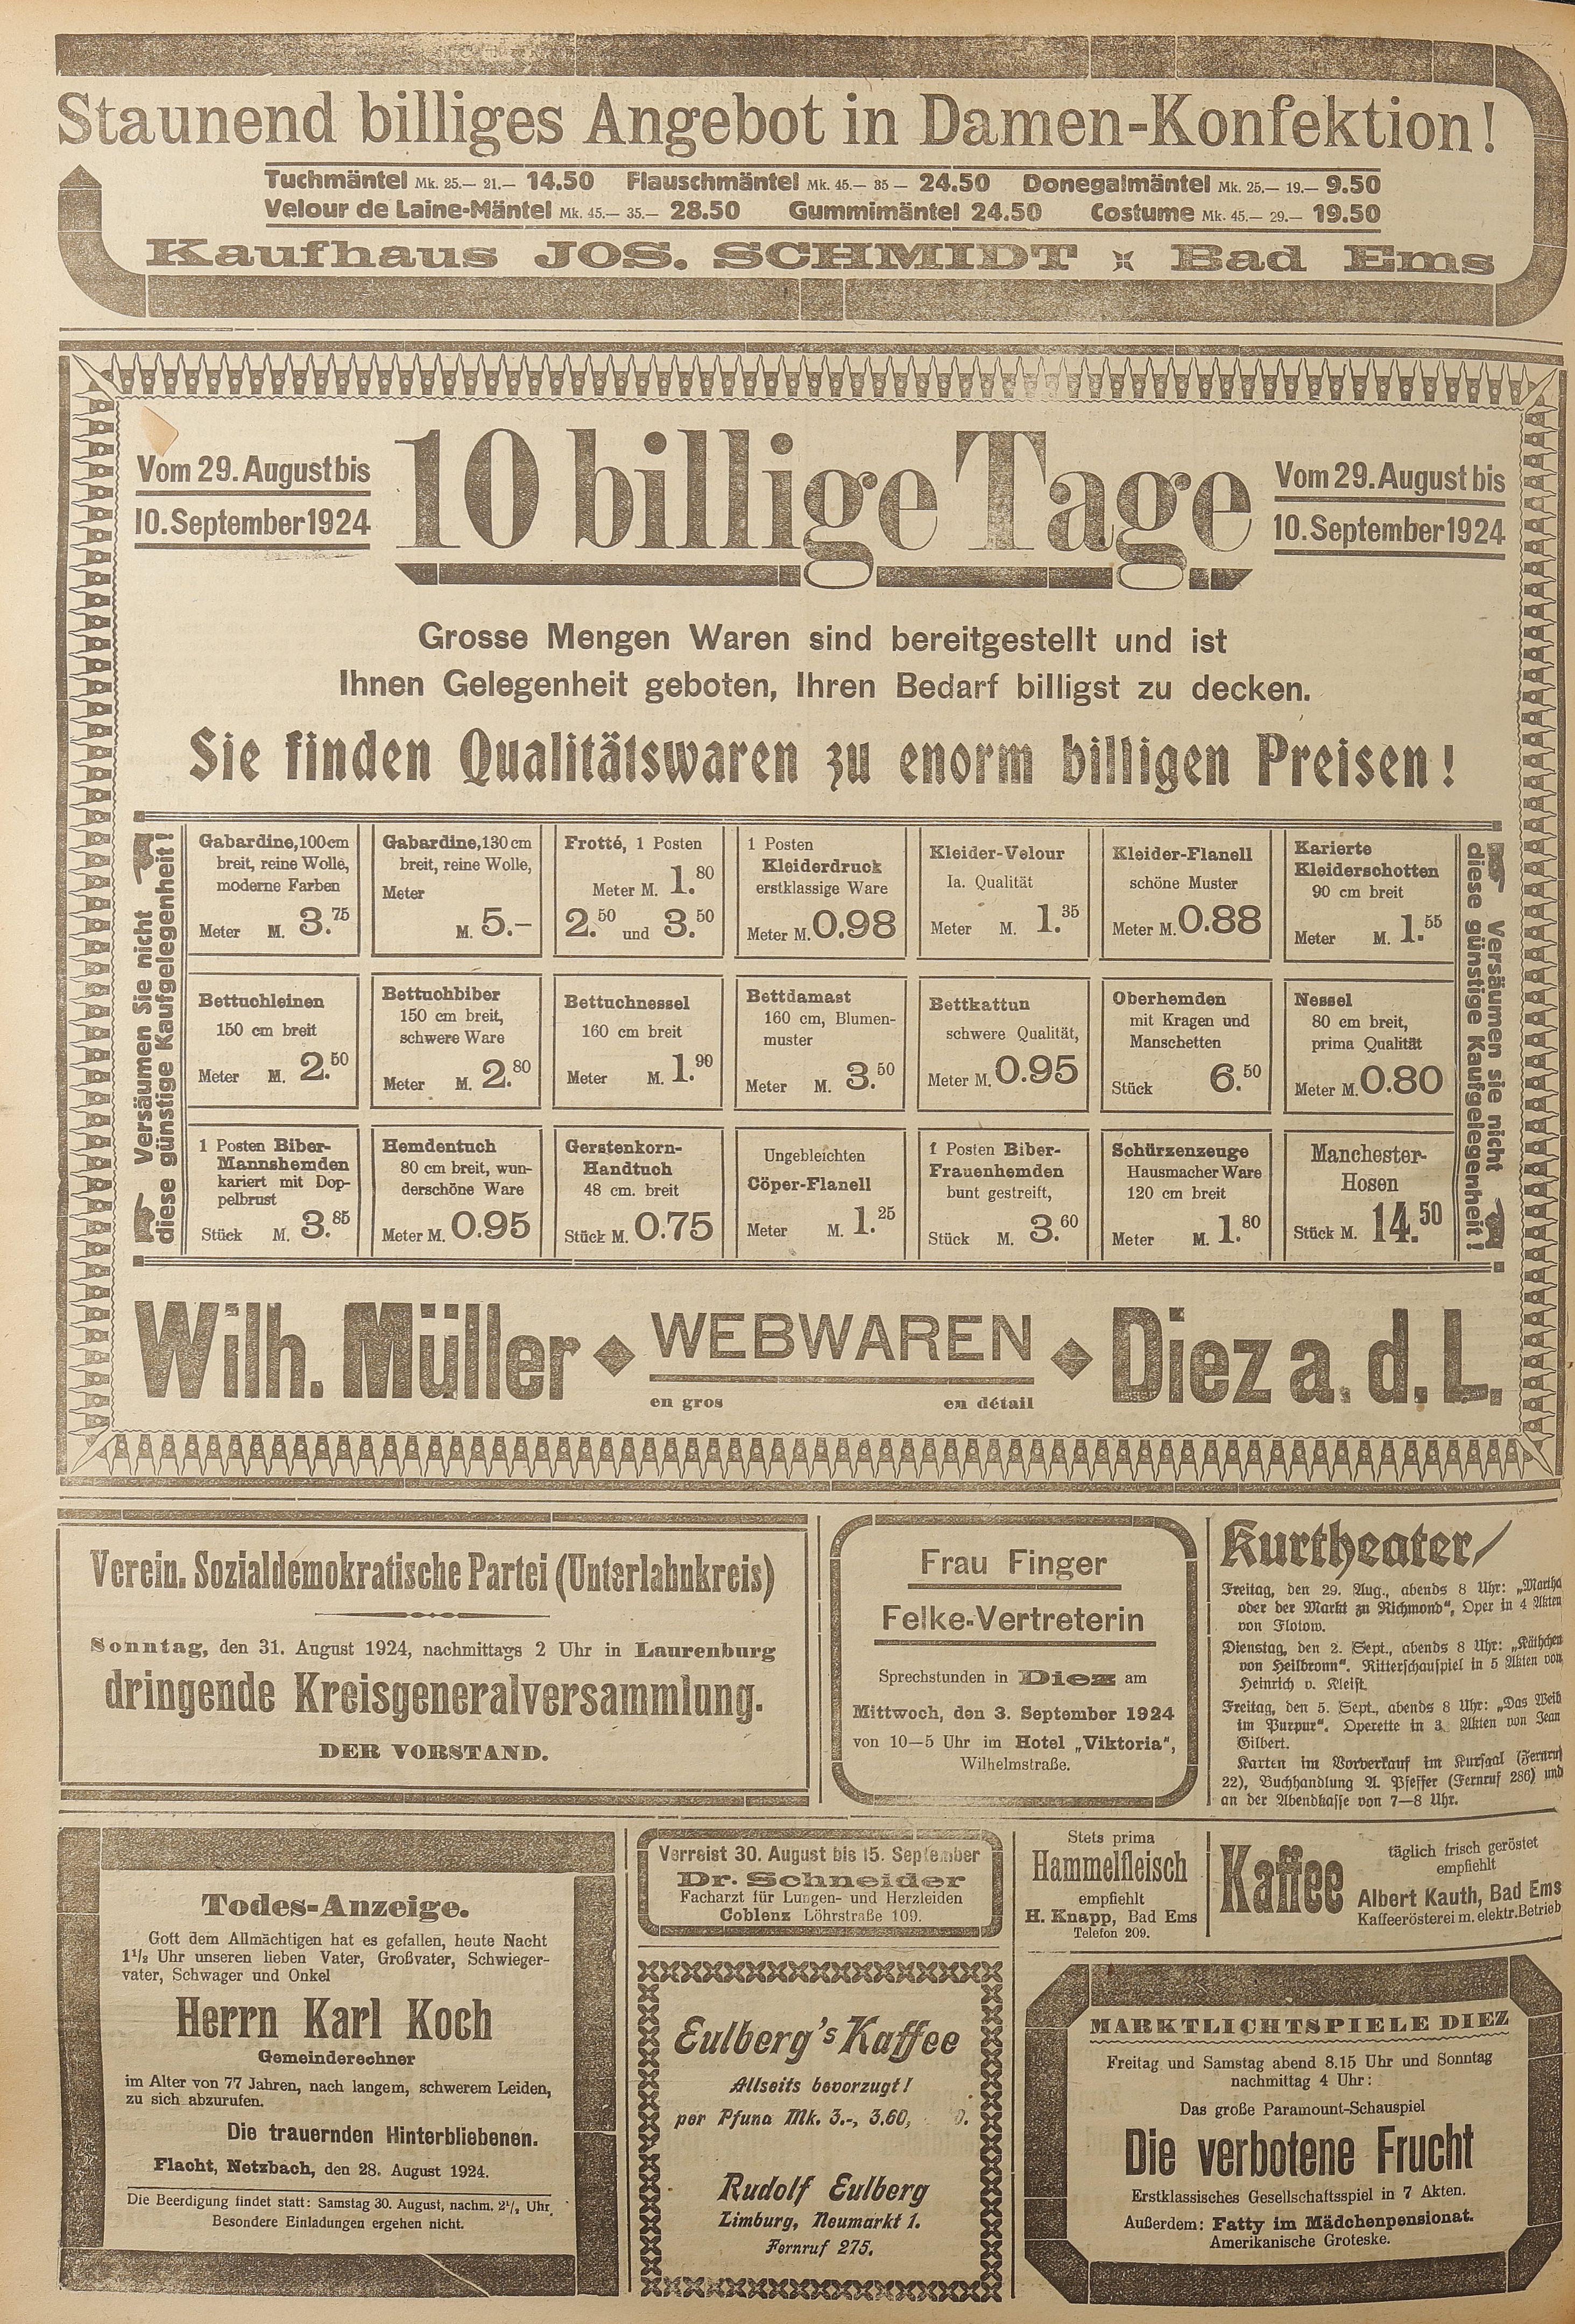 Staunend billiges Angebot in Damen-Konfektion!
Tuchmäntel Mk. 25.— 21.— 14.50 Flauschmäntel Mk. 45.— 35 — 24.50 Donegalmäntel Mk. 25.— 19.— 9.50
Velour de Laine-Mäntel Mk. 45.— 35.— 28.50 Gummimäntel 24.50 Costume Mk. 45.— 29.— 19.50
Kaufhaus JOS. SCHMIDT Bad Ems
Vom 29. August bis
10. September 1924
10 billige Tage
Vom 29. August bis
10. September 1924
Grosse Mengen Waren sind bereitgestellt und ist
Ihnen Gelegenheit geboten, Ihren Bedarf billigst zu decken.
Sie finden Qualitätswaren zu enorm billigen Preisen!
Versäumen Sie nicht
diese günstige Kaufgelegenheit!
Gabardine, 100 cm
breit, reine Wolle,
moderne Farben
Meter M. 3.75
Gabardine, 130 cm
breit, reine Wolle,
Meter
M. 5.–
Frotté, 1 Posten
Meter M. 1.80
2.50 und 3.50
1 Posten
Kleiderdruck
erstklassige Ware
Meter M. 0.98
Kleider-Velour
Ia. Qualität
Meter M. 1.35
Kleider-Flanell
schöne Muster
Meter M. 0.88
Karierte
Kleiderschotten
90 cm breit
Meter M. 1.55
Bettuchleinen
150 cm breit
Meter M. 2.50
Bettuchbiber
150 cm breit,
schwere Ware
Meter M. 2.80
Bettuchnessel
160 cm breit
Meter M. 1.90
Bettdamast
160 cm, Blumen-
muster
Meter M. 3.50
Bettkattun
schwere Qualität,
Meter M. 0.95
Oberhemden
mit Kragen und
Manschetten
Stück 6.50
Nessel
80 cm breit,
prima Qualität
Meter M. 0.80
1 Posten Biber-
Mannshemden
kariert mit Dop-
pelbrust
Stück M. 3.85
Hemdentuch
80 cm breit, wun-
derschöne Ware
Meter M. 0.95
Gerstenkorn-
Handtuch
48 cm. breit
Stück M. 0.75
Ungebleichten
Cöper-Flanell
Meter M. 1.25
1 Posten Biber-
Frauenhemden
bunt gestreift,
Stück M. 3.60
Schürzenzeuge
Hausmacher Ware
120 cm breit
Meter M. 1.80
Manchester-
Hosen
Stück M. 14.50
Versäumen sie nicht
diese günstige Kaufgelegenheit!
Wilh. Müller WEBWAREN Diez a. d. L.
en gros en détail
Verein. Sozialdemokratische Partei (Unterlahnkreis)
Sonntag, den 31. August 1924, nachmittags 2 Uhr in Laurenburg
dringende Kreisgeneralversammlung.
DER VORSTAND.
Frau Finger
Felke-Vertreterin
Sprechstunden in Diez am
Mittwoch, den 3. September 1924
von 10—5 Uhr im Hotel „Viktoria“,
Wilhelmstraße.
Kurtheater
Freitag, den 29. Aug., abends 8 Uhr: „Martha
oder der Markt zu Richmond“, Oper in 4 Akten
von Flotow.
Dienstag, den 2. Sept., abends 8 Uhr: „Käthchen
von Heilbronn“. Ritterschauspiel in 5 Akten von
Heinrich v. Kleist.
Freitag, den 5. Sept., abends 8 Uhr: „Das Weib
im Purpur“. Operette in 3 Akten von Jean
Gilbert.
Karten im Vorverkauf im Kursaal (Fernruf
22), Buchhandlung A. Pfeffer (Fernruf 286) und
an der Abendkasse von 7—8 Uhr.
Todes-Anzeige.
Gott dem Allmächtigen hat es gefallen, heute Nacht
1½ Uhr unseren lieben Vater, Großvater, Schwieger-
vater, Schwager und Onkel
Herrn Karl Koch
Gemeinderechner
im Alter von 77 Jahren, nach langem, schwerem Leiden,
zu sich abzurufen.
Die trauernden Hinterbliebenen.
Flacht, Netzbach, den 28. August 1924.
Die Beerdigung findet statt: Samstag 30. August, nachm. 2½ Uhr.
Besondere Einladungen ergehen nicht.
Verreist 30. August bis 15. September
Dr. Schneider
Facharzt für Lungen- und Herzleiden
Coblenz Löhrstraße 109.
Eulberg's Kaffee
Allseits bevorzugt!
per Pfund Mk. 3.-, 3.60,
Rudolf Eulberg
Limburg, Neumarkt 1.
Fernruf 275.
Stets prima
Hammelfleisch
empfiehlt
H. Knapp, Bad Ems
Telefon 209.
Kaffee
täglich frisch geröstet
empfiehlt
Albert Kauth, Bad Ems
Kaffeerösterei m. elektr. Betrieb
MARKTLICHTSPIELE DIEZ
Freitag und Samstag abend 8.15 Uhr und Sonntag
nachmittag 4 Uhr:
Das große Paramount-Schauspiel
Die verbotene Frucht
Erstklassisches Gesellschaftsspiel in 7 Akten.
Außerdem: Fatty im Mädchenpensionat.
Amerikanische Groteske.